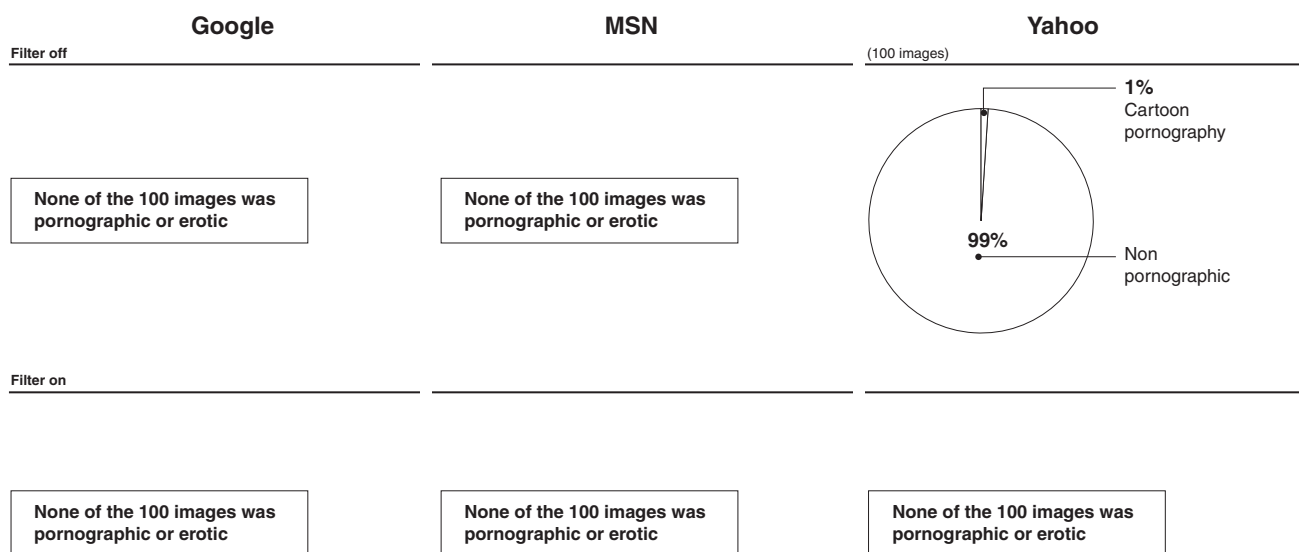 Google
MSN
Yahoo
Filter off
(100 images)
1%
Cartoon
pornography
None of the 100 images was
pornographic or erotic
None of the 100 images was
pornographic or erotic
99%
Non
pornographic
Filter on
None of the 100 images was
pornographic or erotic
None of the 100 images was
pornographic or erotic
None of the 100 images was
pornographic or erotic